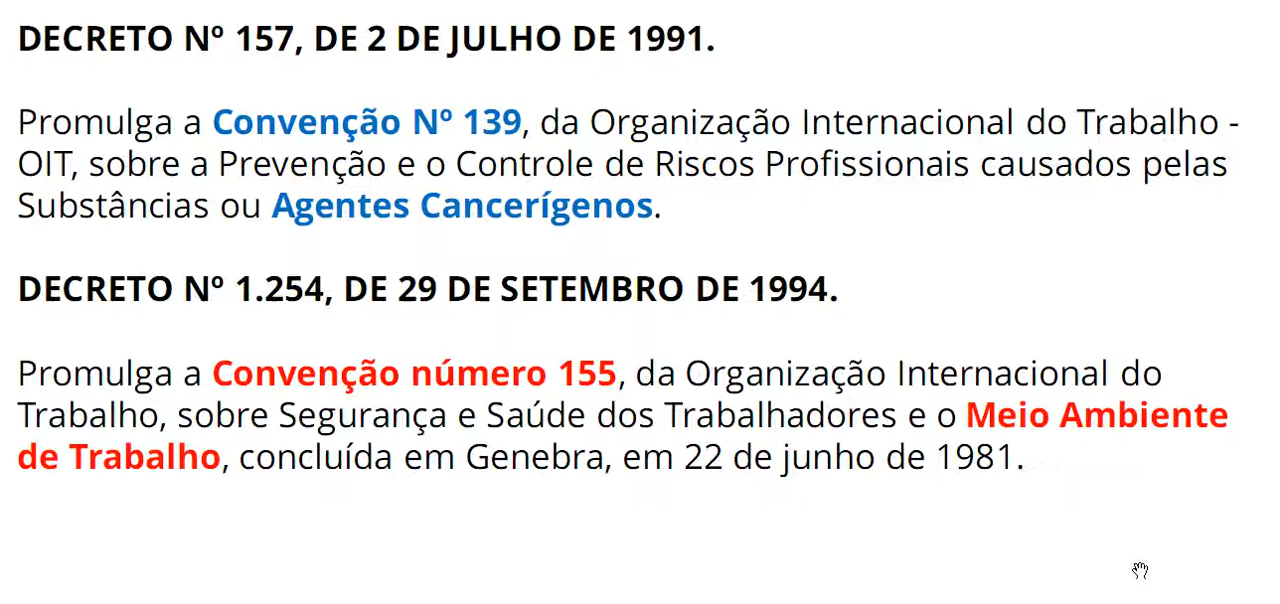 DECRETO Nº 157, DE 2 DE JULHO DE 1991.
Promulga a Convenção Nº 139, da Organização Internacional do Trabalho -
OIT, sobre a Prevenção e o Controle de Riscos Profissionais causados pelas
Substâncias ou Agentes Cancerígenos.
DECRETO Nº 1.254, DE 29 DE SETEMBRO DE 1994.
Promulga a Convenção número 155, da Organização Internacional do
Trabalho, sobre Segurança e Saúde dos Trabalhadores e o Meio Ambiente
de Trabalho, concluída em Genebra, em 22 de junho de 1981.